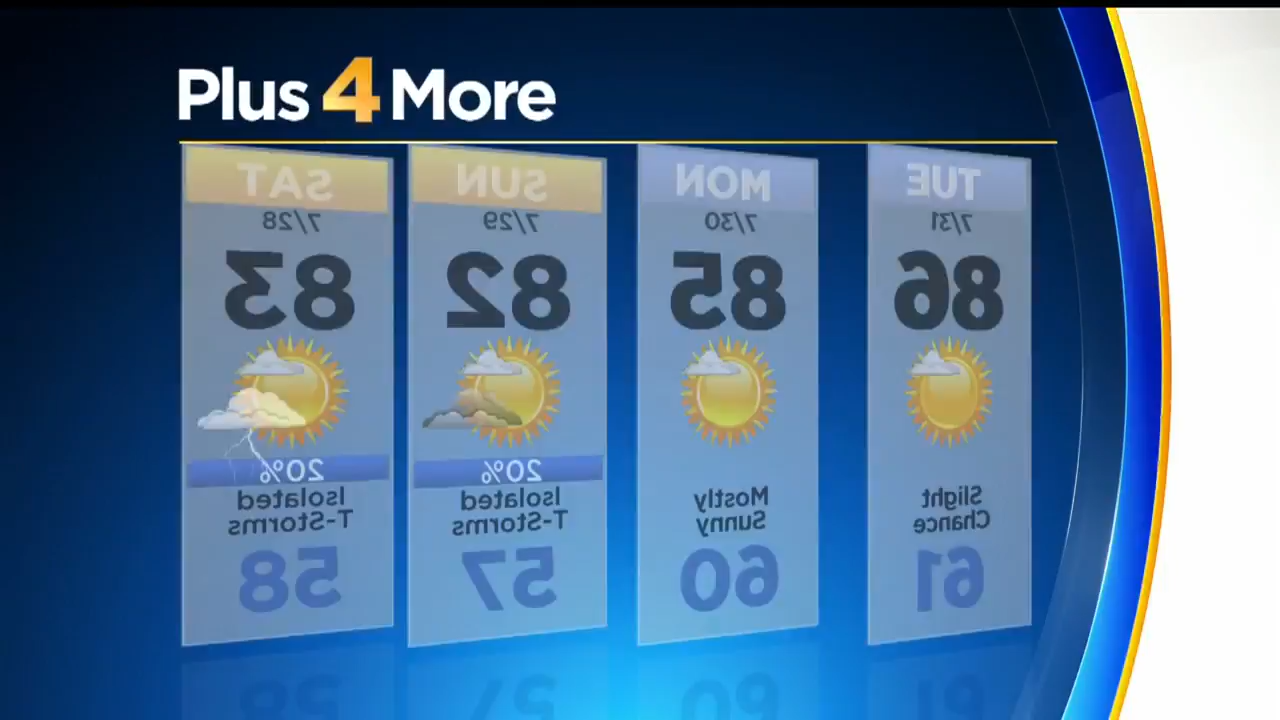 Plus 4 More
SAT
7/28
83
20%
Isolated
T-Storms
58
SUN
7/29
82
20%
Isolated
T-Storms
57
MON
7/30
85
Mostly
Sunny
60
TUE
7/31
86
Slight
Chance
61